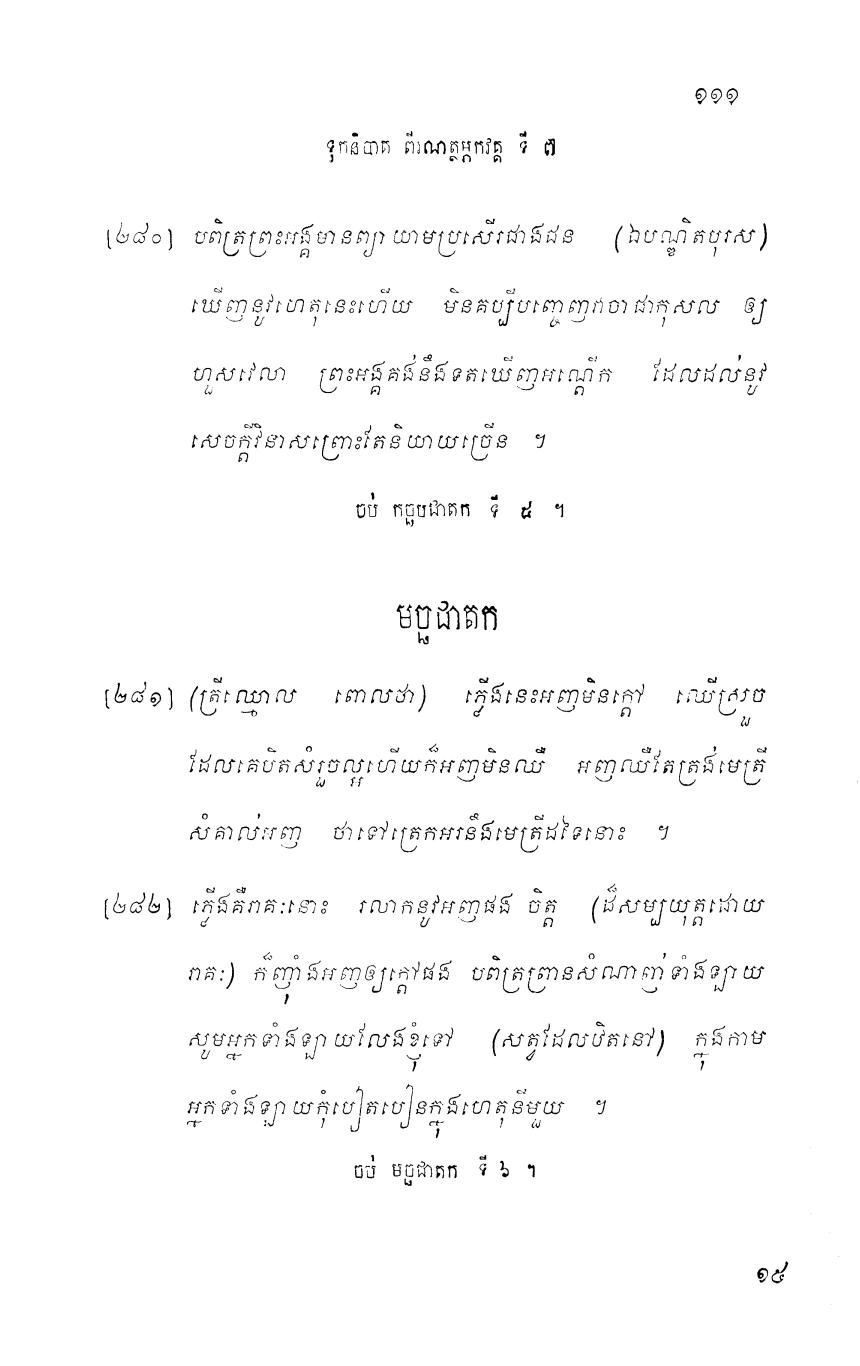 ១១១
ទុកនិបាត ពីរណត្ថម្ភកវគ្គ ទី ៧
[២៨០] បពិត្រព្រះអង្គមានព្យាយាមប្រសើរជាងជន (ឯបណ្ឌិតបុរស)
ឃើញនូវហេតុនេះហើយ មិនគប្បីបញ្ចេញវាចាជាកុសល ឲ្យ
ហួសវេលា ព្រះអង្គគង់នឹងទតឃើញអណ្តើក ដែលដល់នូវ
សេចក្តីវិនាសព្រោះតែនិយាយច្រើន ។
ចប់ កច្ឆបជាតក ទី ៥ ។
មច្ឆជាតក
[២៨១] (ត្រីឈ្មោល ពោលថា) ភ្លើងនេះអញមិនក្តៅ ឈើស្រួច
ដែលគេបិតសំរួចល្អហើយក៏អញមិនឈឺ អញឈឺតែត្រង់មេត្រី
សំគាល់អញ ថាទៅត្រេកអរនឹងមេត្រីដទៃនោះ ។
[២៨២] ភ្លើងគឺរាគៈនោះ រលាកនូវអញផង ចិត្ត (ដ៏សម្បយុត្តដោយ
រាគៈ) ក៏ញ៉ាំងអញឲ្យក្តៅផង បពិត្រព្រានសំណាញ់ទាំងឡាយ
សូមអ្នកទាំងឡាយលែងខ្ញុំទៅ (សត្វដែលឋិតនៅ) ក្នុងកាម
អ្នកទាំងឡាយកុំបៀតបៀនក្នុងហេតុនីមួយ ។
ចប់ មច្ឆជាតក ទី ៦ ។
១៥